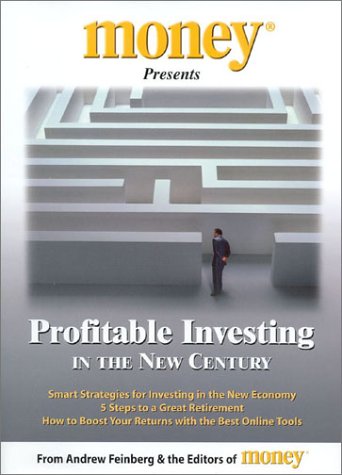 money®
Presents
Profitable Investing
IN THE NEW CENTURY
Smart Strategies for Investing in the New Economy
5 Steps to a Great Retirement
How to Boost Your Returns with the Best Online Tools
From Andrew Feinberg & the Editors of money®